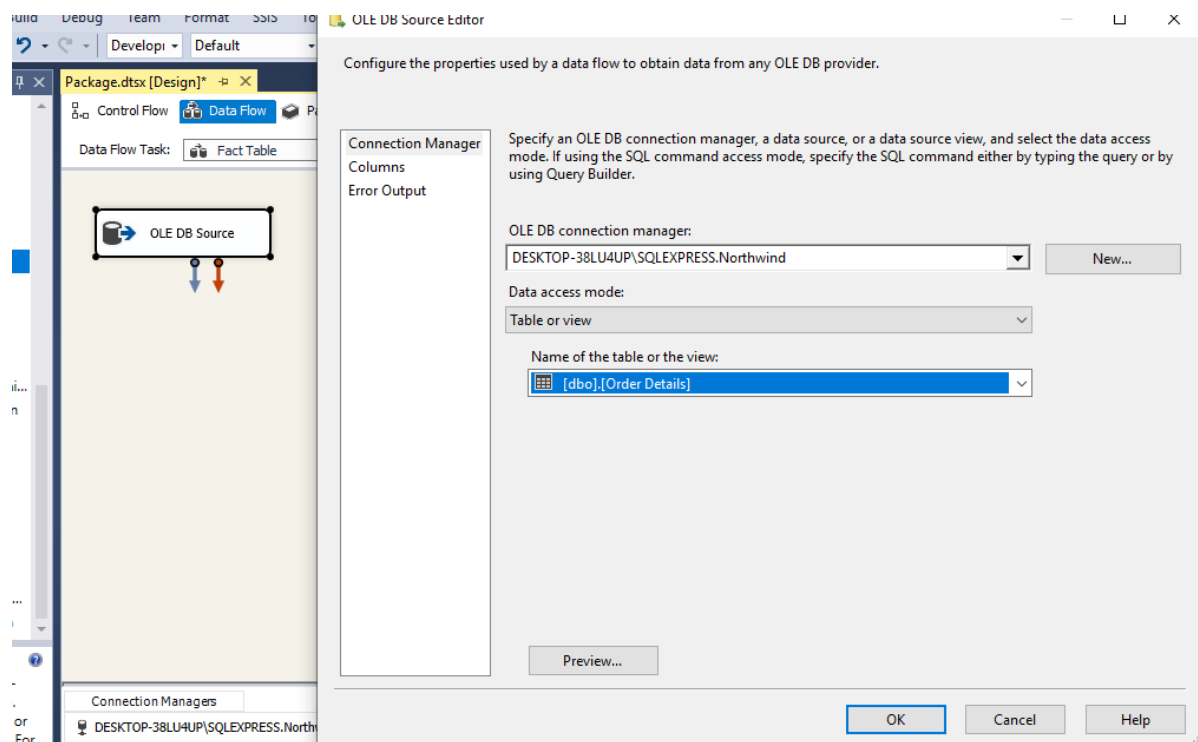 Debug Team Format SSIS
OLE DB Source Editor
Developı Default
Package.dtsx [Design]*
Control Flow Data Flow
Data Flow Task: Fact Table
OLE DB Source
Configure the properties used by a data flow to obtain data from any OLE DB provider.
Connection Manager
Columns
Error Output
Specify an OLE DB connection manager, a data source, or a data source view, and select the data access
mode. If using the SQL command access mode, specify the SQL command either by typing the query or by
using Query Builder.
OLE DB connection manager:
DESKTOP-38LU4UP\SQLEXPRESS.Northwind
New...
Data access mode:
Table or view
Name of the table or the view:
[dbo].[Order Details]
Preview...
OK Cancel Help
Connection Managers
DESKTOP-38LU4UP\SQLEXPRESS.North
or
For